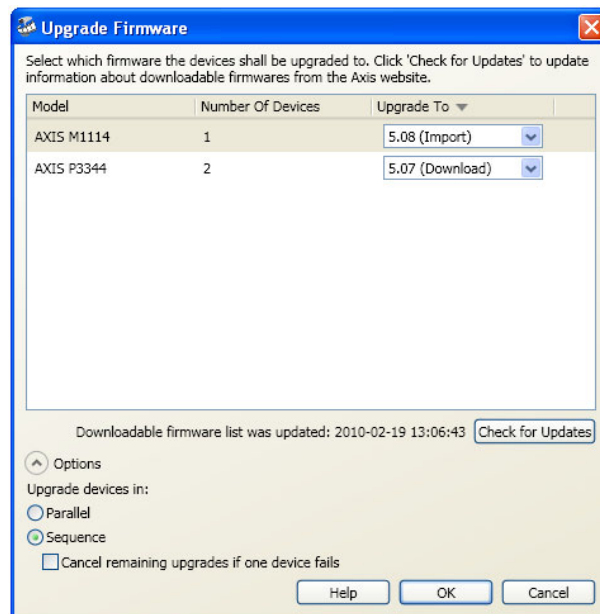 Upgrade Firmware
Select which firmware the devices shall be upgraded to. Click 'Check for Updates' to update
information about downloadable firmwares from the Axis website.
Model Number Of Devices Upgrade To
AXIS M1114 1 5.08 (Import)
AXIS P3344 2 5.07 (Download)
Downloadable firmware list was updated: 2010-02-19 13:06:43 Check for Updates
Options
Upgrade devices in:
Parallel
Sequence
Cancel remaining upgrades if one device fails
Help OK Cancel